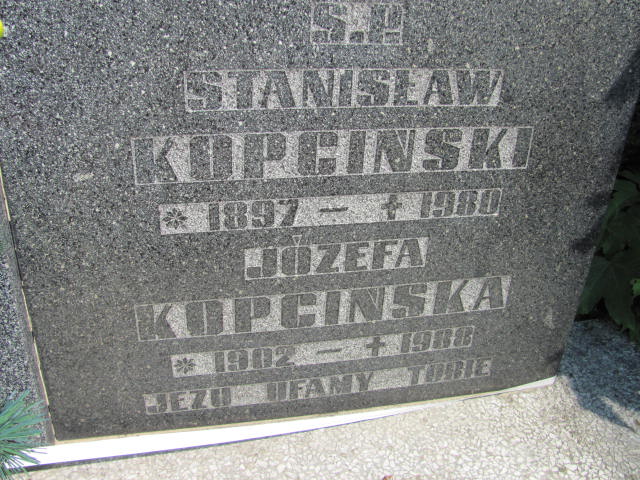 S.P
STANISŁAW
KOPCINSKI
* 1897 - + 1980
JÓZEFA
KOPCINSKA
* 1902 - + 1988
JEZU UFAMY TOBIE